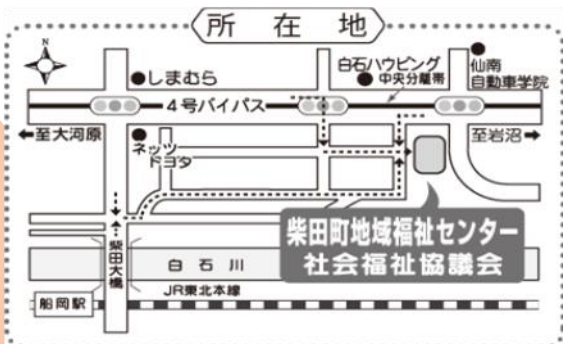 所在地
N
しまむら
白石ハウジング
中央分離帯
仙南
自動車学院
4号バイパス
←至大河原
至岩沼→
ネッツ
トヨタ
柴田町地域福祉センター
社会福祉協議会
柴田大橋
白石川
JR東北本線
船岡駅